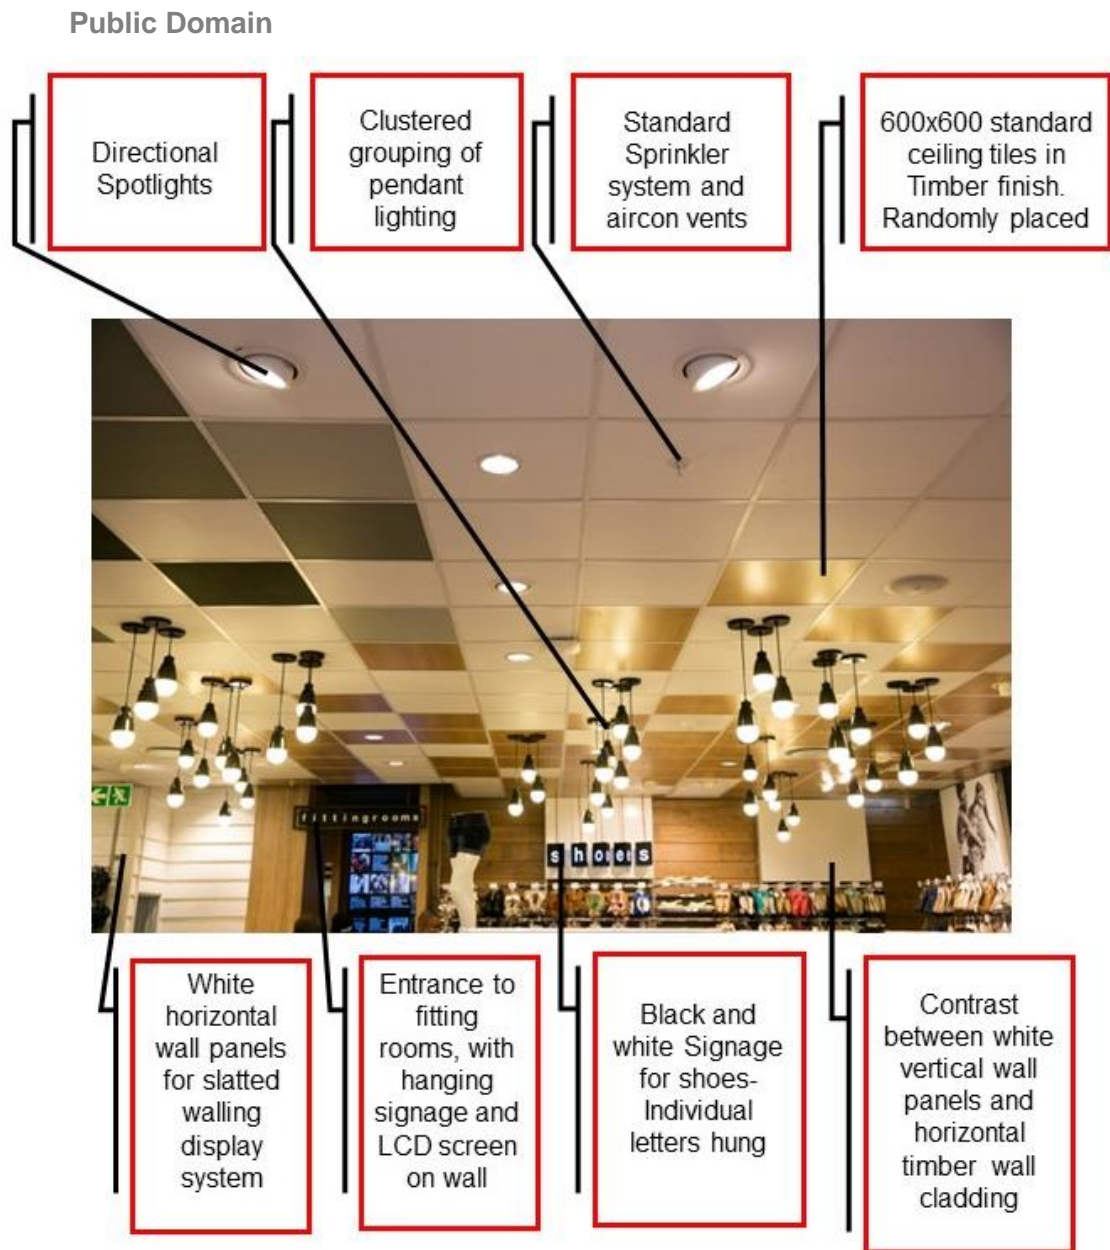 Public Domain
Directional
Spotlights
Clustered
grouping of
pendant
lighting
Standard
Sprinkler
system and
aircon vents
600x600 standard
ceiling tiles in
Timber finish.
Randomly placed
fittingrooms
shoes
White
horizontal
wall panels
for slatted
walling
display
system
Entrance to
fitting
rooms, with
hanging
signage and
LCD screen
on wall
Black and
white Signage
for shoes-
Individual
letters hung
Contrast
between white
vertical wall
panels and
horizontal
timber wall
cladding